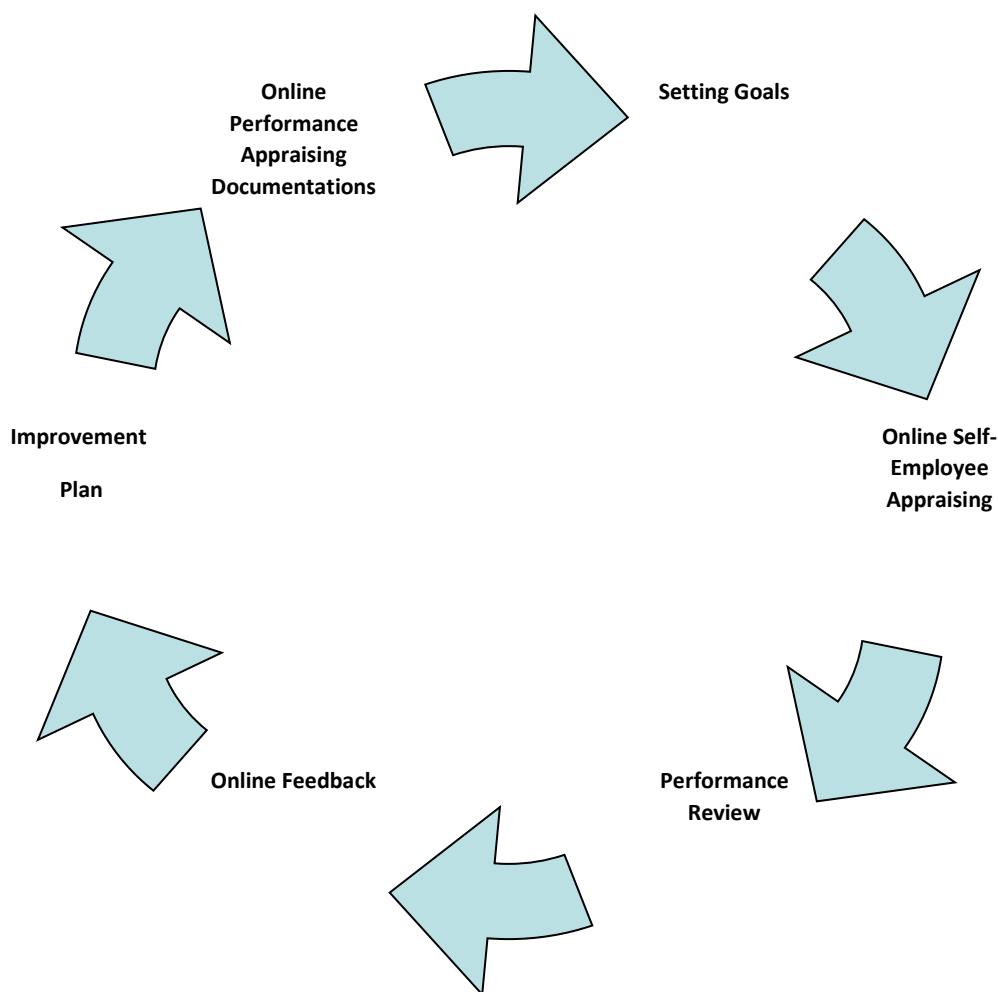 Online
Performance
Appraising
Documentations
Setting Goals
Online Self-
Employee
Appraising
Performance
Review
Online Feedback
Improvement
Plan